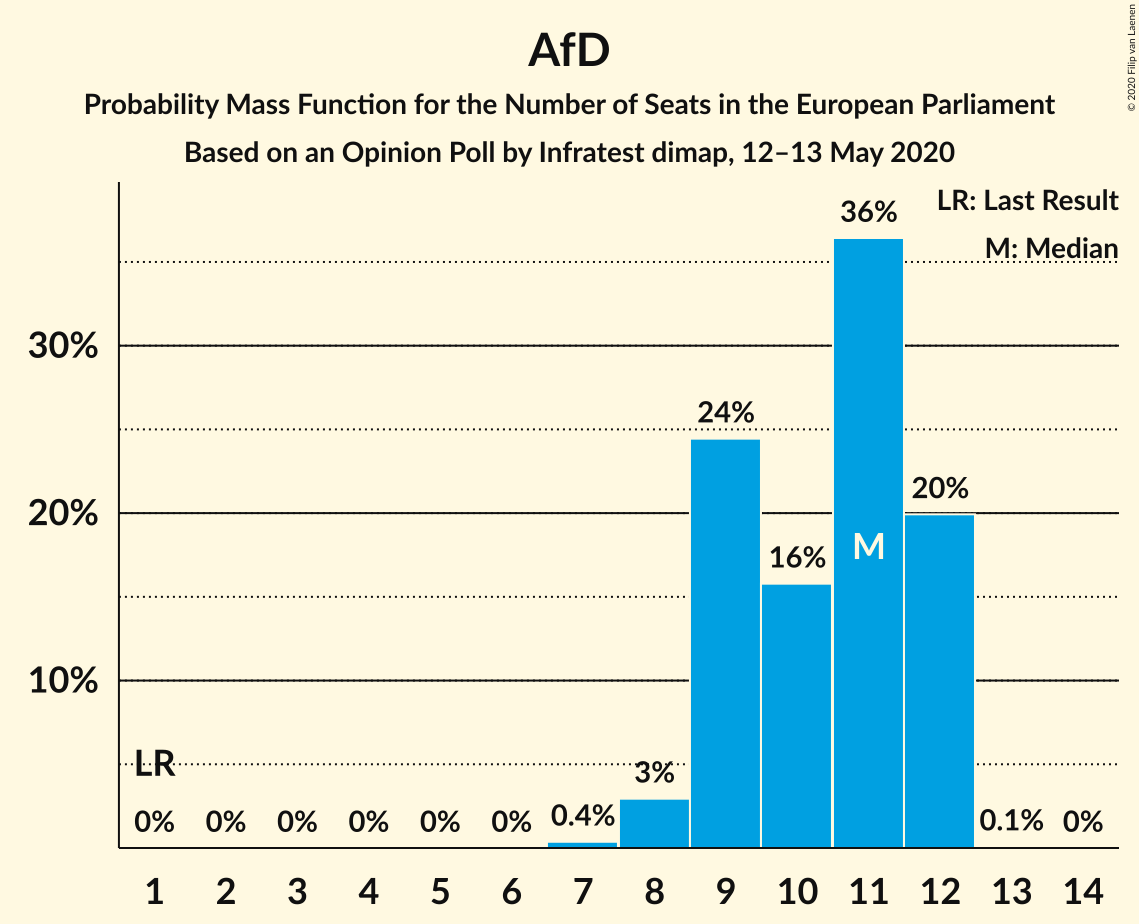 AfD
Probability Mass Function for the Number of Seats in the European Parliament
Based on an Opinion Poll by Infratest dimap, 12–13 May 2020
© 2020 Filip van Laenen
LR: Last Result
M: Median
36%
30%
24%
20%
20%
M
16%
10%
LR
3%
0% 0% 0% 0% 0% 0% 0.4% 0.1% 0%
1 2 3 4 5 6 7 8 9 10 11 12 13 14